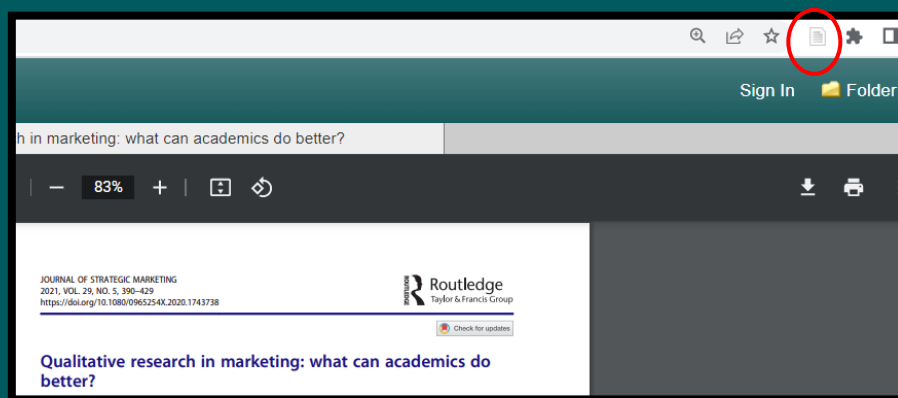 Sign In Folder
h in marketing: what can academics do better?
83%
JOURNAL OF STRATEGIC MARKETING
2021, VOL. 29, NO. 5, 390–429
https://doi.org/10.1080/0965254X.2020.1743738
ROUTLEDGE
Routledge
Taylor & Francis Group
Check for updates
Qualitative research in marketing: what can academics do
better?